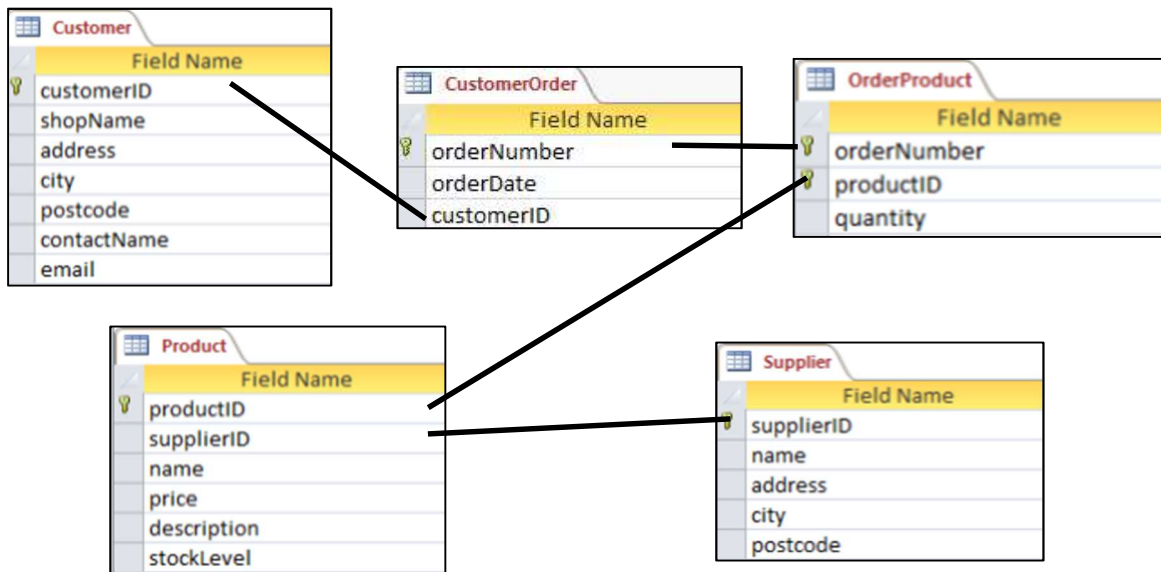 Customer
Field Name
customerID
shopName
address
city
postcode
contactName
email
CustomerOrder
Field Name
orderNumber
orderDate
customerID
OrderProduct
Field Name
orderNumber
productID
quantity
Product
Field Name
productID
supplierID
name
price
description
stockLevel
Supplier
Field Name
supplierID
name
address
city
postcode